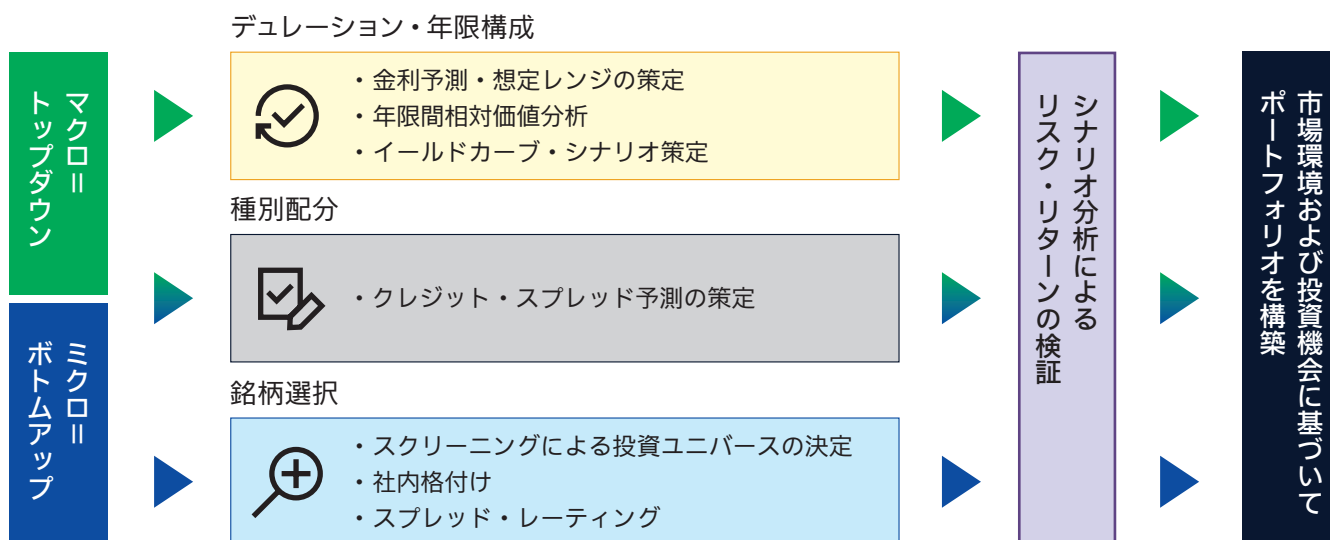 マクロ＝
トップダウン
ミクロ＝
ボトムアップ
デュレーション・年限構成
・金利予測・想定レンジの策定
・年限間相対価値分析
・イールドカーブ・シナリオ策定
種別配分
・クレジット・スプレッド予測の策定
銘柄選択
・スクリーニングによる投資ユニバースの決定
・社内格付け
・スプレッド・レーティング
シナリオ分析による
リスク・リターンの検証
市場環境および投資機会に基づいて
ポートフォリオを構築